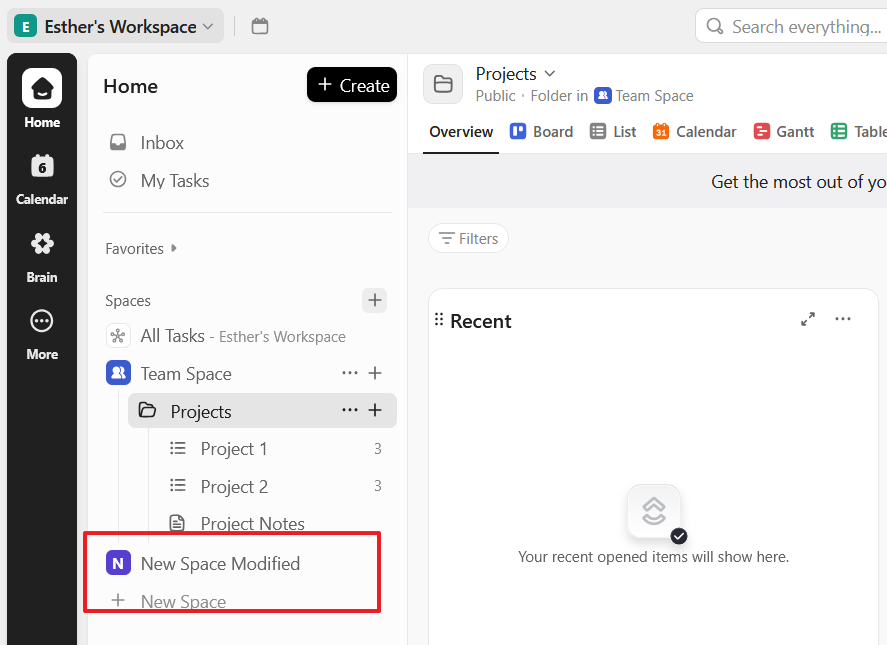 E Esther's Workspace
Search everything...
Home
6
Calendar
Brain
More
Home
+ Create
Inbox
My Tasks
Favorites
Spaces
+
All Tasks - Esther's Workspace
Team Space ... +
Projects ... +
Project 1 3
Project 2 3
Project Notes
N New Space Modified
+ New Space
Projects
Public · Folder in Team Space
Overview Board List 31 Calendar Gantt Table
Get the most out of yo
Filters
Recent
Your recent opened items will show here.